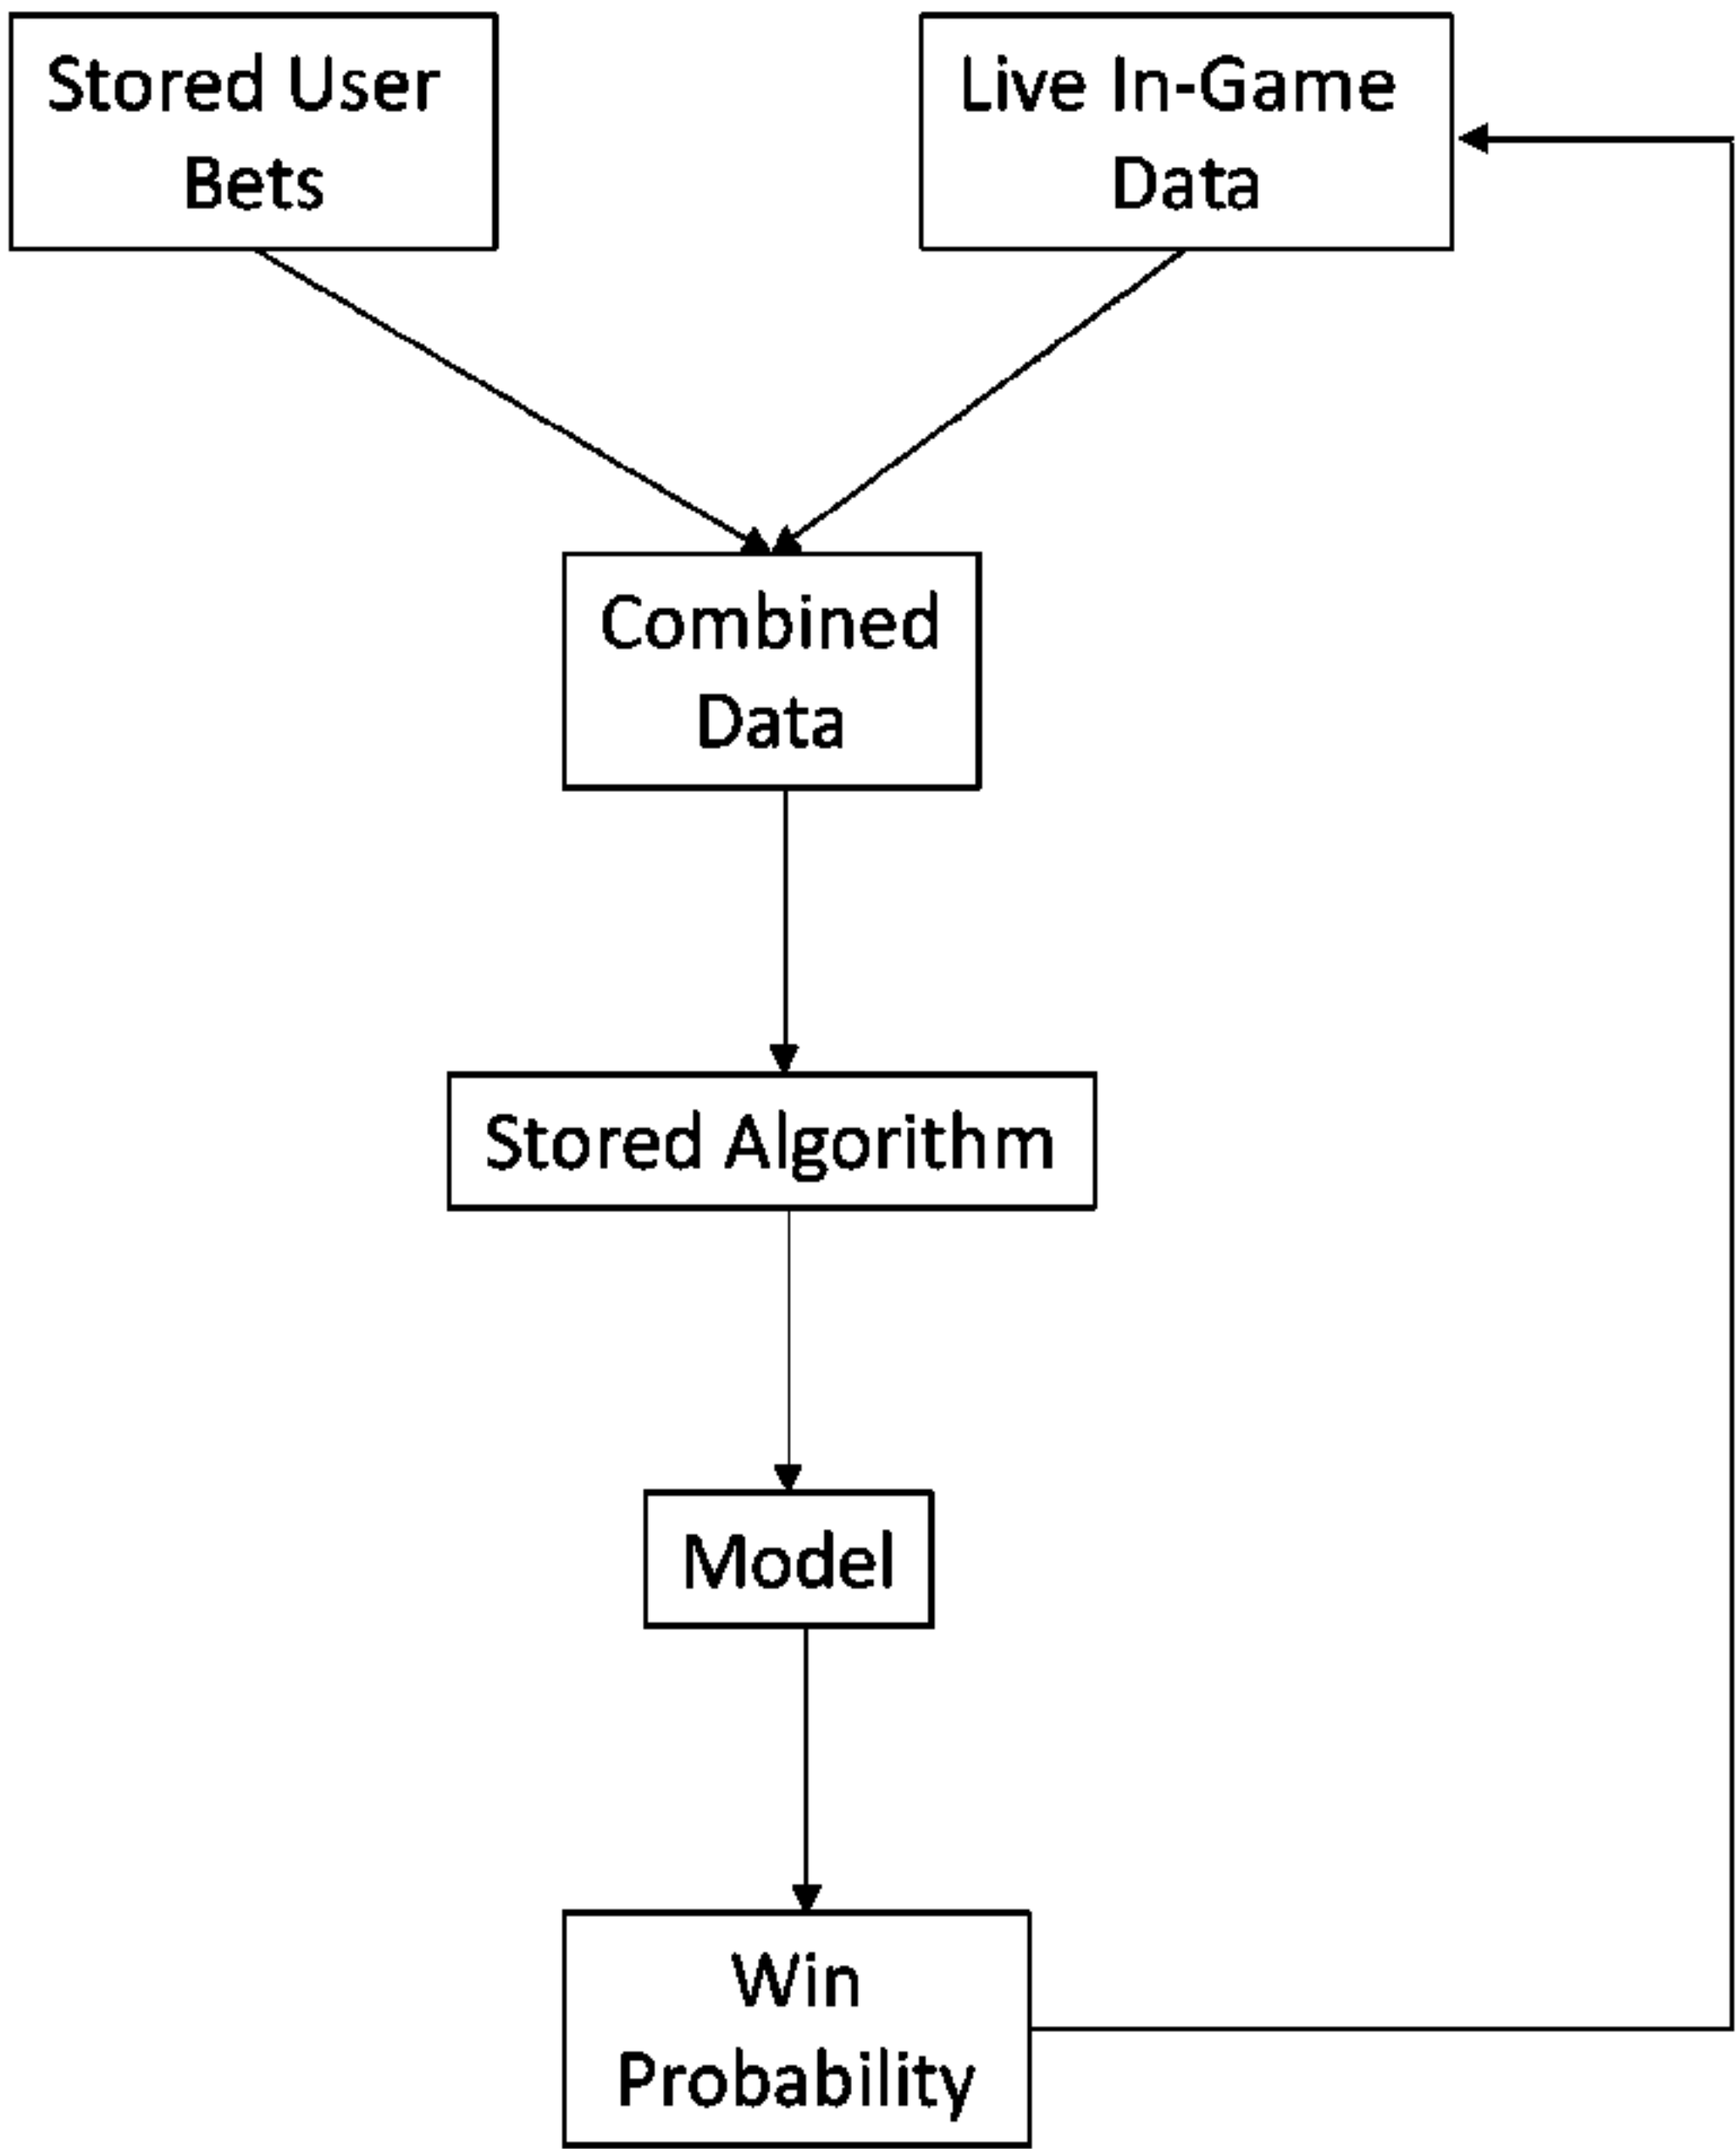 Stored User
Bets
Live In-Game
Data
Combined
Data
Stored Algorithm
Model
Win
Probability